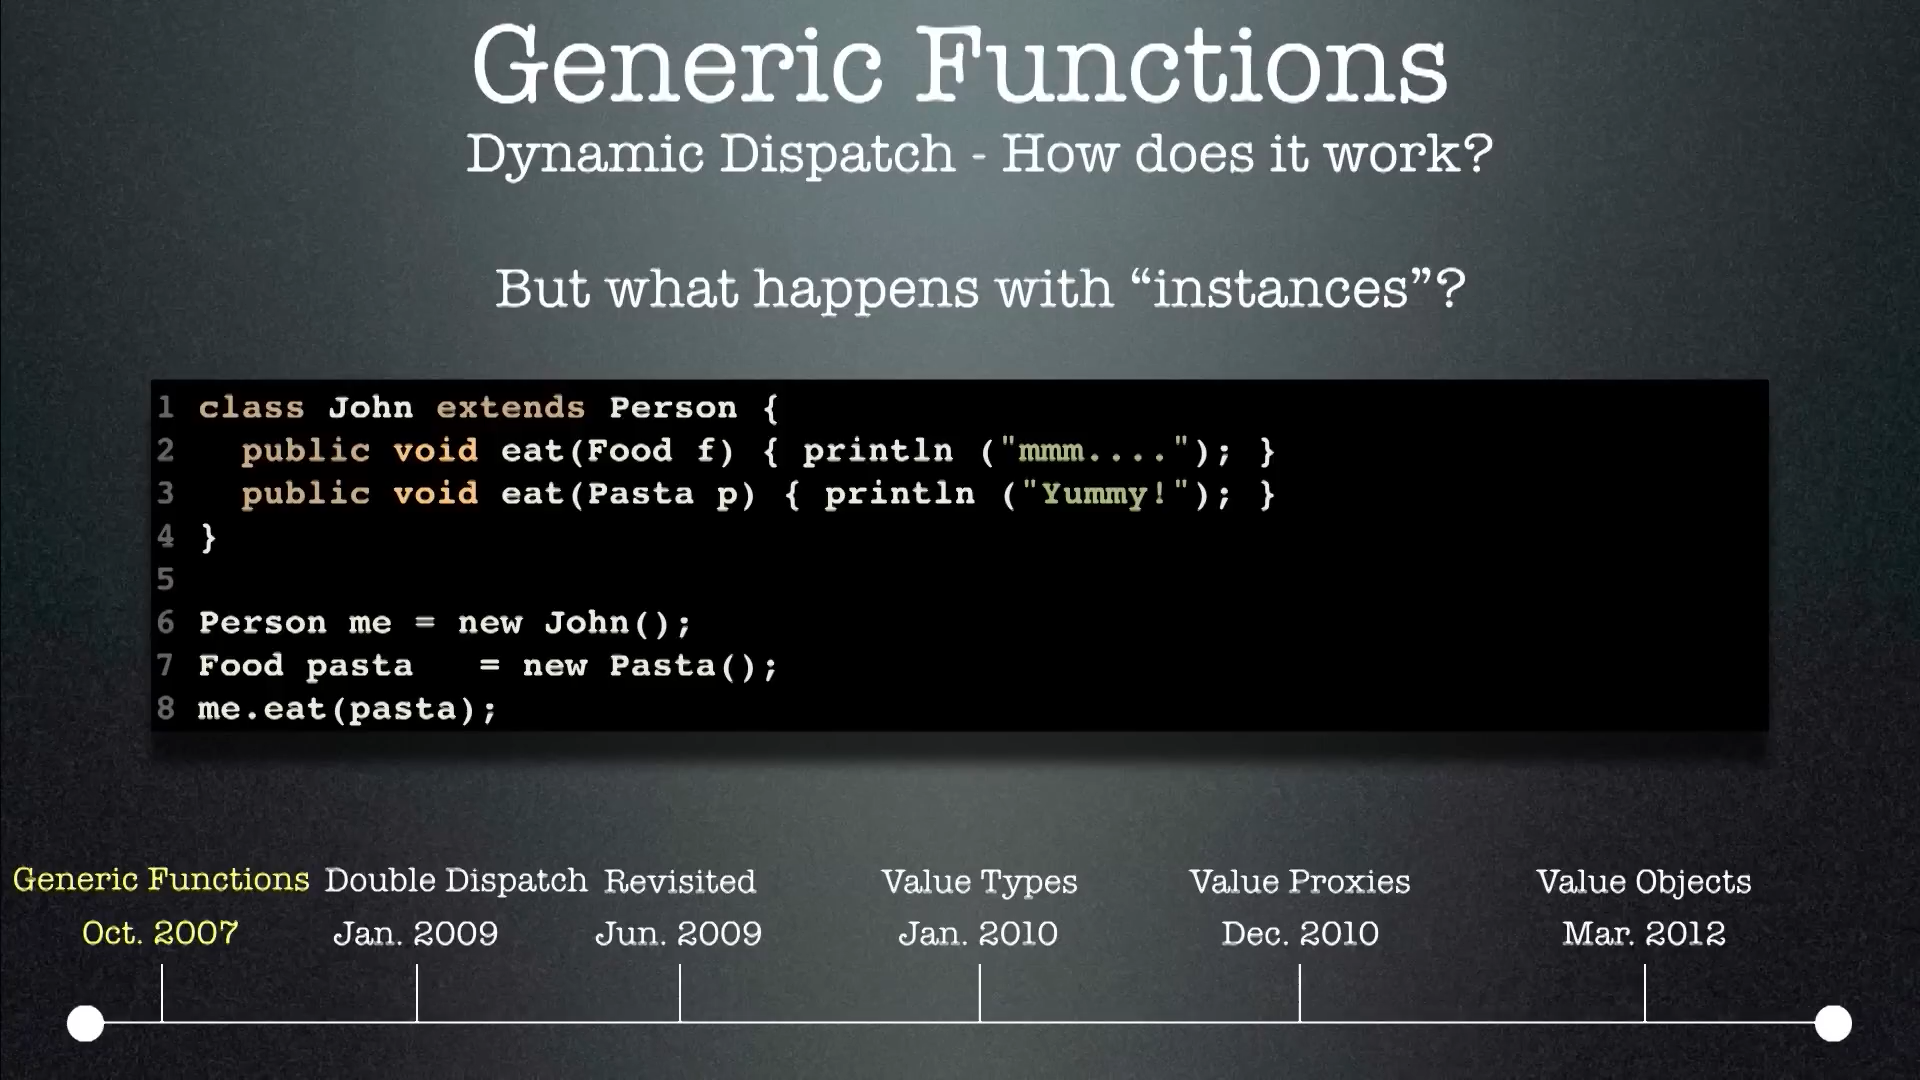 Generic Functions
Dynamic Dispatch - How does it work?
But what happens with “instances”?
1 class John extends Person {
2   public void eat(Food f) { println ("mmm...."); }
3   public void eat(Pasta p) { println ("Yummy!"); }
4 }
5
6 Person me = new John();
7 Food pasta   = new Pasta();
8 me.eat(pasta);
Generic Functions Double Dispatch Revisited Value Types Value Proxies Value Objects
Oct. 2007 Jan. 2009 Jun. 2009 Jan. 2010 Dec. 2010 Mar. 2012